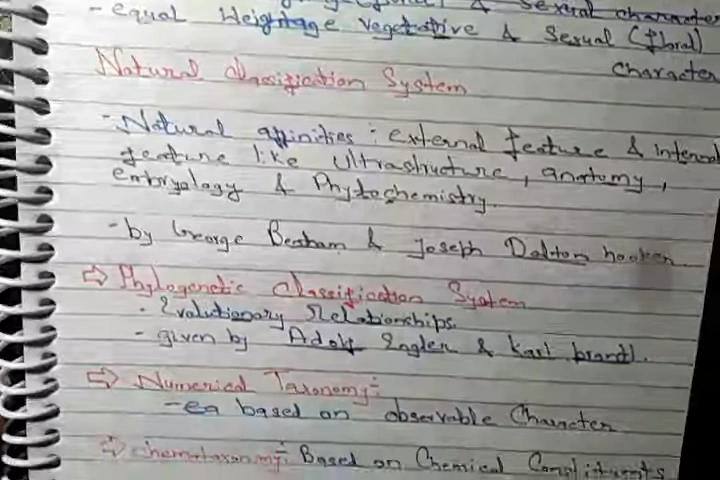 & Sexual character
- equal Weightage vegetative & Sexual (floral)
character
Natural classification System
- Natural affinities : external feature & internal
feature like Ultrastructure, anatomy,
embryology & Phytochemistry.
- by George Bentham & Joseph Dalton hooker
⇒ Phylogenetic Classification System
- Evolutionary Relationships.
- given by Adolf Engler & Karl prantl.
⇒ Numerical Taxonomy :-
- based on observable Character
⇒ chemotaxonomy :- Based on Chemical Constituents